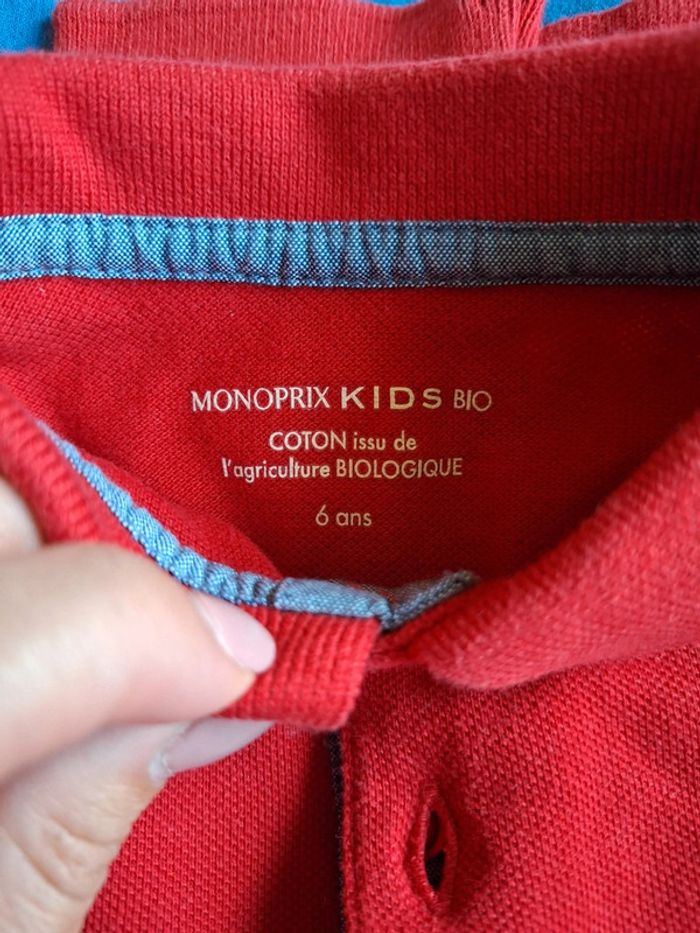 MONOPRIX KIDS BIO
COTON issu de
l'agriculture BIOLOGIQUE
6 ans